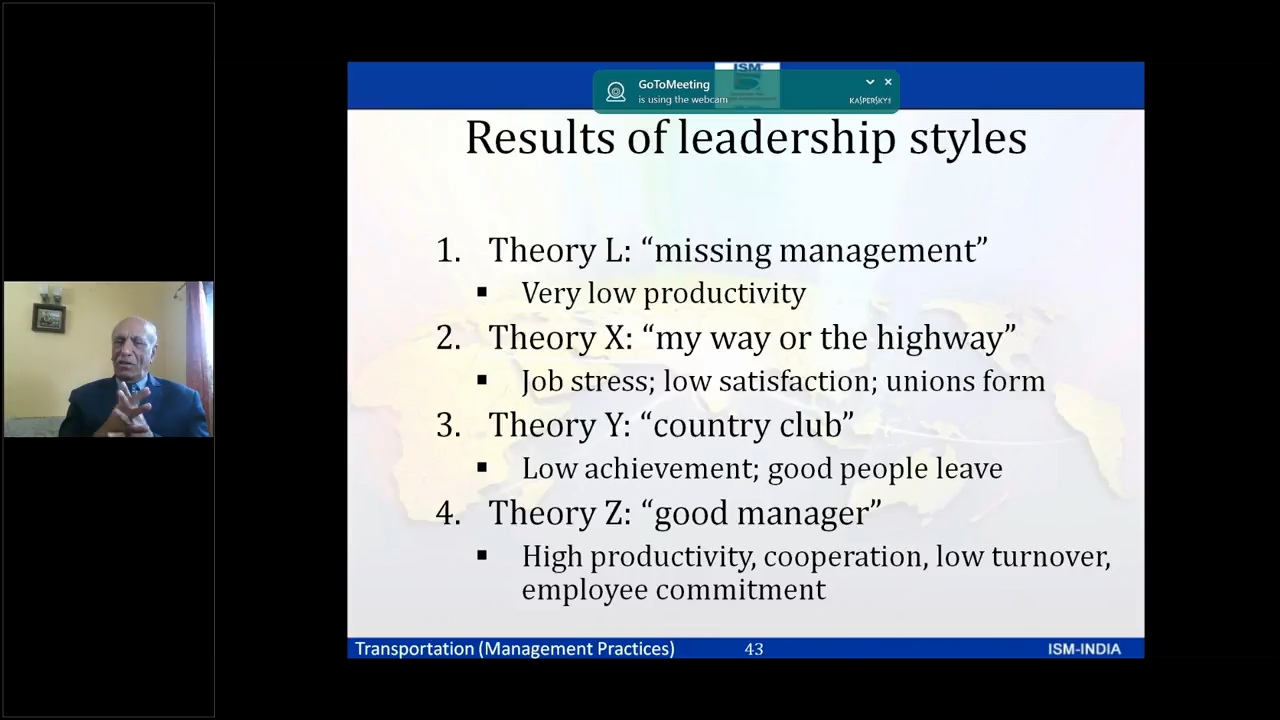 ISM
GoToMeeting
is using the webcam
KASPERSKY
Results of leadership styles
1. Theory L: “missing management”
▪ Very low productivity
2. Theory X: “my way or the highway”
▪ Job stress; low satisfaction; unions form
3. Theory Y: “country club”
▪ Low achievement; good people leave
4. Theory Z: “good manager”
▪ High productivity, cooperation, low turnover,
employee commitment
Transportation (Management Practices) 43 ISM-INDIA